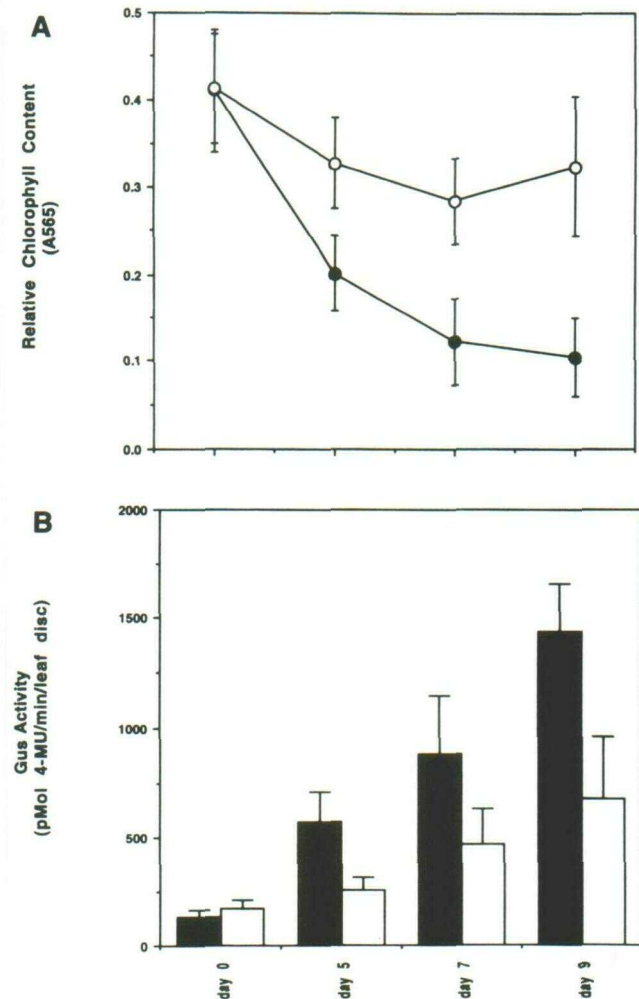 A
0.5
0.4
0.3
0.2
0.1
0.0
Relative Chlorophyll Content
(A565)
B
2000
1500
1000
500
0
Gus Activity
(pMol 4-MU/min/leaf disc)
day 0
day 5
day 7
day 9